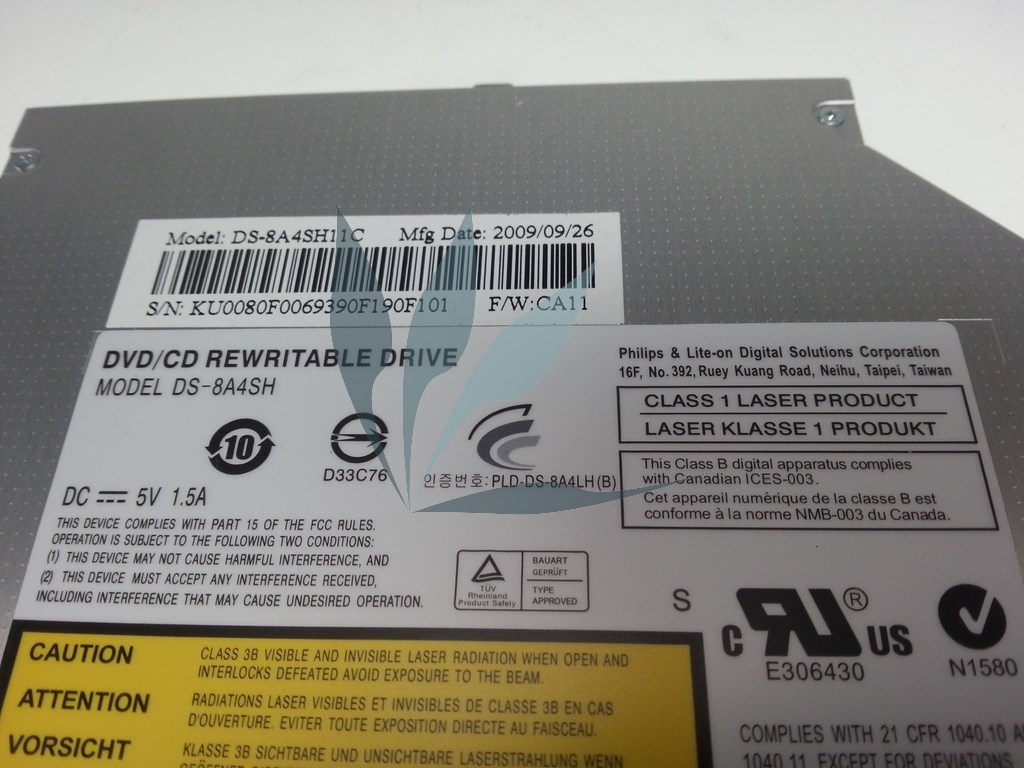 Model: DS-8A4SH11C Mfg Date: 2009/09/26
S/N: KU0080F0069390F190F101 F/W:CA11
DVD/CD REWRITABLE DRIVE
MODEL DS-8A4SH
Philips & Lite-on Digital Solutions Corporation
16F, No. 392, Ruey Kuang Road, Neihu, Taipei, Taiwan
CLASS 1 LASER PRODUCT
LASER KLASSE 1 PRODUKT
10
D33C76
인증번호: PLD-DS-8A4LH (B)
This Class B digital apparatus complies
with Canadian ICES-003.
Cet appareil numérique de la classe B est
conforme à la norme NMB-003 du Canada.
DC 5V 1.5A
THIS DEVICE COMPLIES WITH PART 15 OF THE FCC RULES.
OPERATION IS SUBJECT TO THE FOLLOWING TWO CONDITIONS:
(1) THIS DEVICE MAY NOT CAUSE HARMFUL INTERFERENCE, AND
(2) THIS DEVICE MUST ACCEPT ANY INTERFERENCE RECEIVED,
INCLUDING INTERFERENCE THAT MAY CAUSE UNDESIRED OPERATION.
TÜV
Rheinland
Product Safety
BAUART
GEPRÜFT
TYPE
APPROVED
S
C RU ® US
E306430
N1580
CAUTION CLASS 3B VISIBLE AND INVISIBLE LASER RADIATION WHEN OPEN AND
INTERLOCKS DEFEATED AVOID EXPOSURE TO THE BEAM.
ATTENTION RADIATIONS LASER VISIBLES ET INVISIBLES DE CLASSE 3B EN CAS
D'OUVERTURE. EVITER TOUTE EXPOSITION DIRECTE AU FAISCEAU.
VORSICHT KLASSE 3B SICHTBARE UND UNSICHTBARE LASERSTRAHLUNG WENN
COMPLIES WITH 21 CFR 1040.10
1040.11 EXCEPT FOR DEVIATIONS